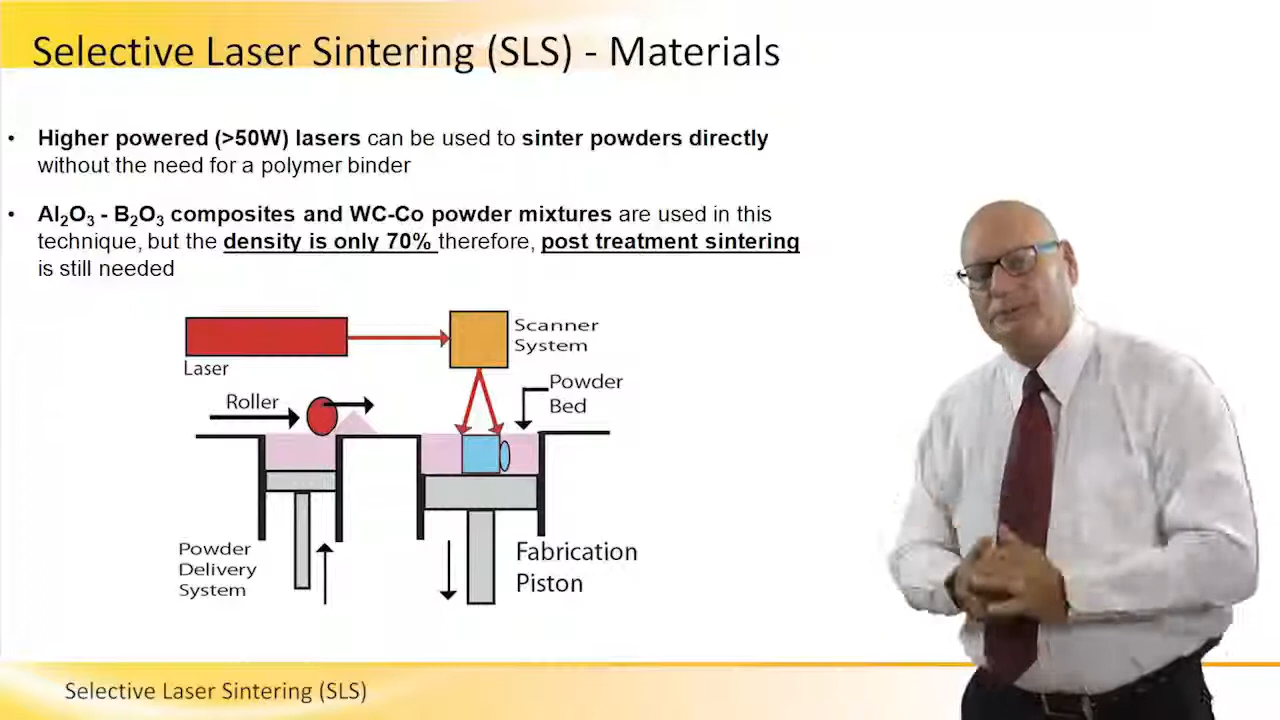 Selective Laser Sintering (SLS) - Materials
• Higher powered (>50W) lasers can be used to sinter powders directly
without the need for a polymer binder
• Al₂O₃ - B₂O₃ composites and WC-Co powder mixtures are used in this
technique, but the density is only 70% therefore, post treatment sintering
is still needed
Scanner
System
Laser
Powder
Bed
Roller
Powder
Delivery
System
Fabrication
Piston
Selective Laser Sintering (SLS)